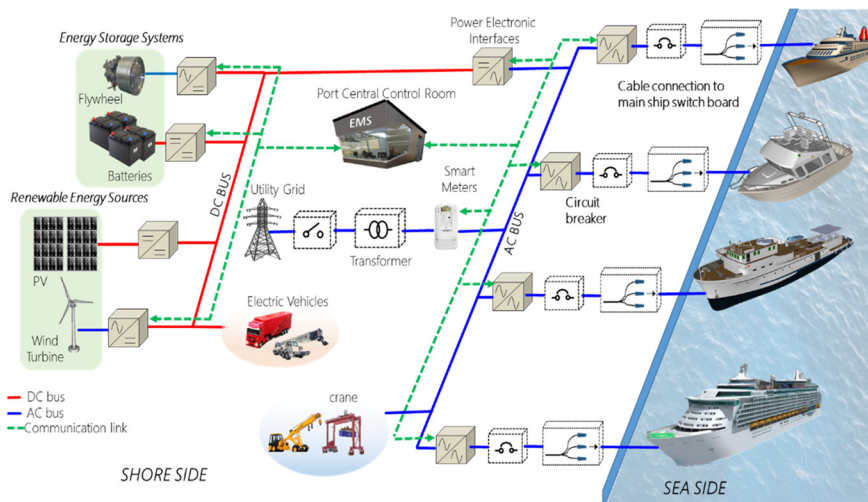 Energy Storage Systems
Flywheel
Batteries
Renewable Energy Sources
PV
Wind
Turbine
DC BUS
Power Electronic
Interfaces
Port Central Control Room
EMS
Utility Grid
Transformer
Smart
Meters
AC BUS
Cable connection to
main ship switch board
Circuit
breaker
Electric Vehicles
crane
DC bus
AC bus
Communication link
SHORE SIDE
SEA SIDE